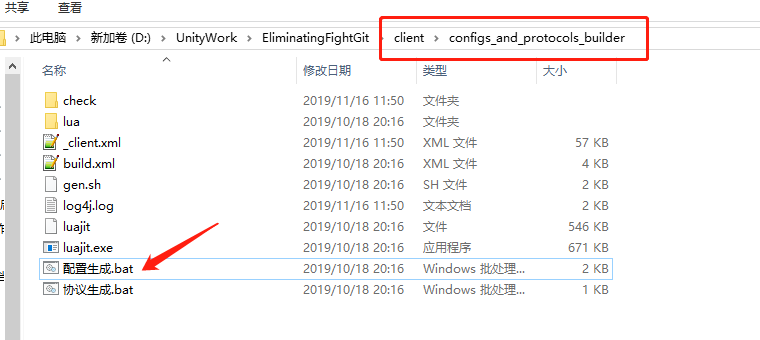 共享 查看
此电脑 › 新加卷 (D:) › UnityWork › EliminatingFightGit › client › configs_and_protocols_builder
名称 修改日期 类型 大小
check 2019/11/16 11:50 文件夹
lua 2019/10/18 20:16 文件夹
_client.xml 2019/11/16 11:50 XML 文件 57 KB
build.xml 2019/10/18 20:16 XML 文件 4 KB
gen.sh 2019/10/18 20:16 SH 文件 2 KB
log4j.log 2019/10/18 20:16 文本文档 2 KB
luajit 2019/10/18 20:16 文件 546 KB
luajit.exe 2019/10/18 20:16 应用程序 671 KB
配置生成.bat 2019/10/18 20:16 Windows 批处理... 2 KB
协议生成.bat 2019/10/18 20:16 Windows 批处理... 1 KB